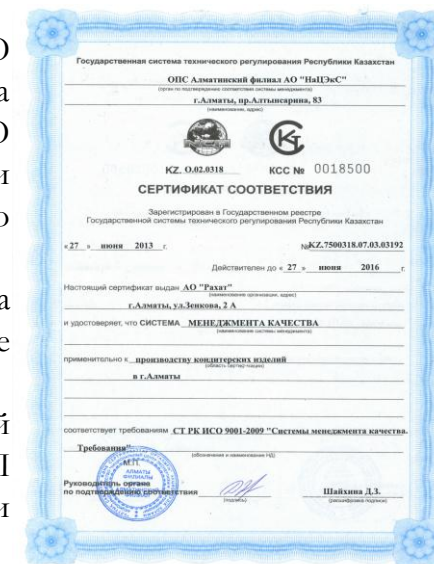 О
а
О
и
о
а
е
й
П
и
Государственная система технического регулирования Республики Казахстан
ОПС Алматинский филиал АО "НаЦЭкС"
(орган по подтверждению соответствия системы менеджмента)
г.Алматы, пр.Алтынсарина, 83
(наименование, адрес)
KZ. О.02.0318 КСС № 0018500
СЕРТИФИКАТ СООТВЕТСТВИЯ
Зарегистрирован в Государственном реестре
Государственной системы технического регулирования Республики Казахстан
« 27 » июня 2013 г. №KZ.7500318.07.03.03192
Действителен до « 27 » июня 2016 г.
Настоящий сертификат выдан АО "Рахат"
(наименование организации, адрес)
г.Алматы, ул.Зенкова, 2 А
и удостоверяет, что СИСТЕМА МЕНЕДЖМЕНТА КАЧЕСТВА
(наименование системы менеджмента)
применительно к производству кондитерских изделий
(область сертификации)
в г.Алматы
соответствует требованиям СТ РК ИСО 9001-2009 "Системы менеджмента качества.
Требования"
(обозначение и наименование НД)
М.П.
АЛМАТЫ
ФИЛИАЛЫ
Руководитель органа
по подтверждению соответствия
(подпись)
Шайхина Д.З.
(расшифровка подписи)